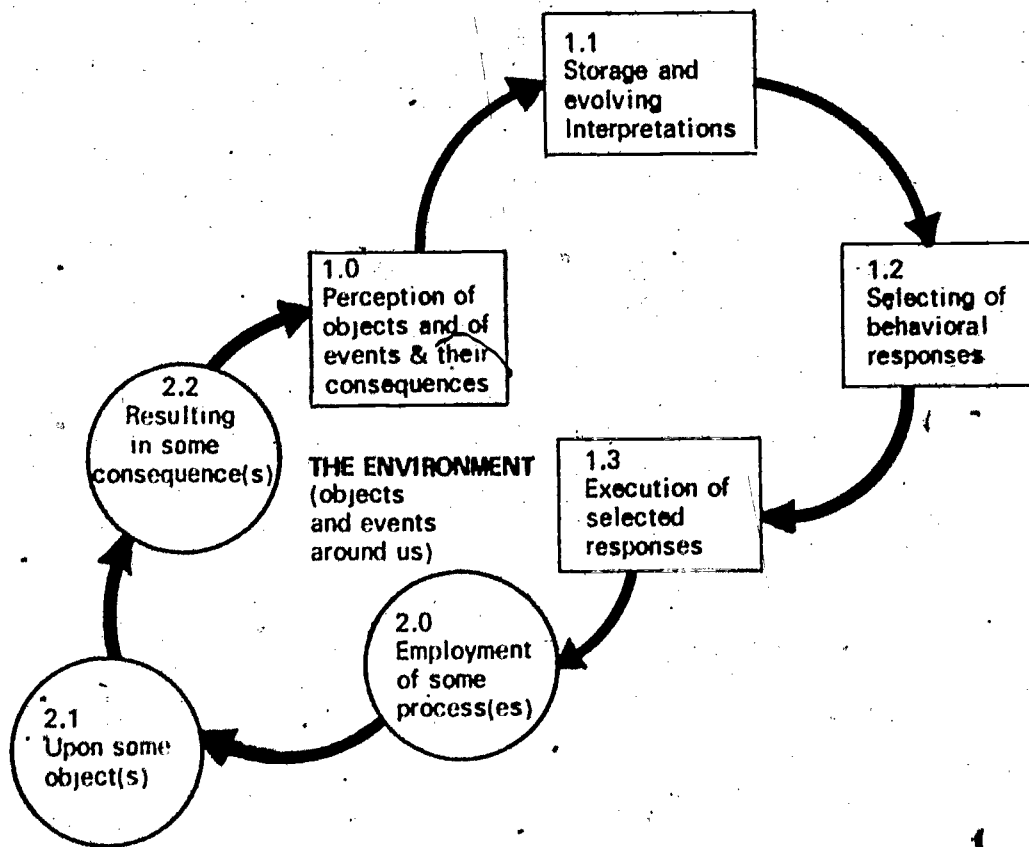 1.1
Storage and
evolving
Interpretations
1.0
Perception of
objects and of
events & their
consequences
1.2
Selecting of
behavioral
responses
2.2
Resulting
in some
consequence(s)
THE ENVIRONMENT
(objects
and events
around us)
1.3
Execution of
selected
responses
2.0
Employment
of some
process(es)
2.1
Upon some
object(s)